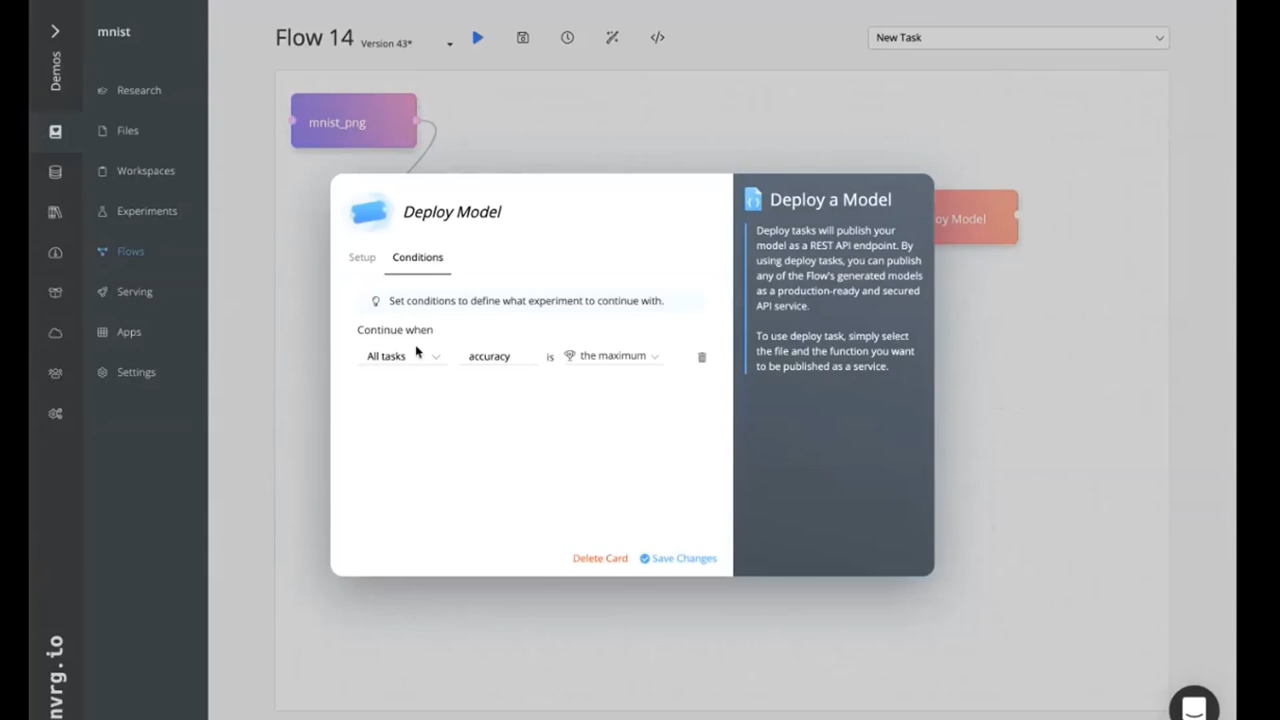 Demos
nvrg.io
mnist
Research
Files
Workspaces
Experiments
Flows
Serving
Apps
Settings
Flow 14 Version 43*
New Task
mnist_png
oy Model
Deploy Model
Setup Conditions
Set conditions to define what experiment to continue with.
Continue when
All tasks accuracy is the maximum
Delete Card Save Changes
Deploy a Model
Deploy tasks will publish your
model as a REST API endpoint. By
using deploy tasks, you can publish
any of the Flow's generated models
as a production-ready and secured
API service.
To use deploy task, simply select
the file and the function you want
to be published as a service.